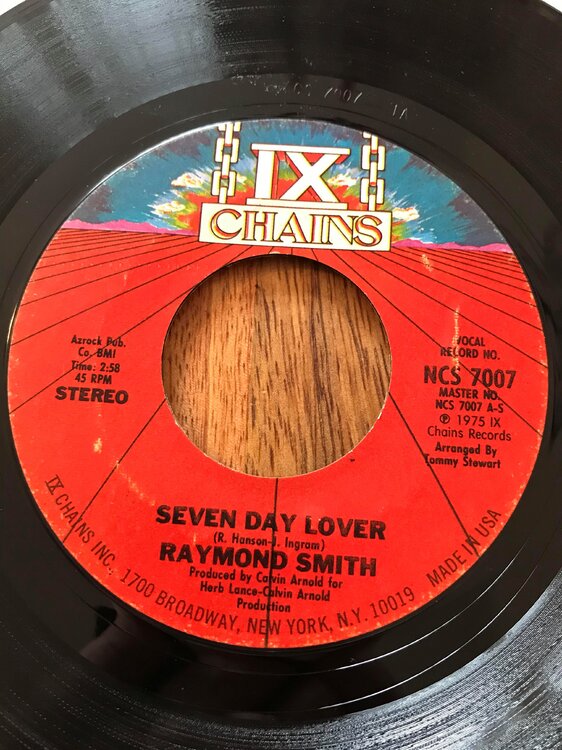 NCS 7007 1A
IX
CHAINS
Azrock Pub.
Co. BMI
Time: 2:58
45 RPM
STEREO
VOCAL
RECORD NO.
NCS 7007
MASTER NO.
NCS 7007 A-S
℗ 1975 IX
Chains Records
Arranged By
Tommy Stewart
SEVEN DAY LOVER
(R. Hanson-J. Ingram)
RAYMOND SMITH
Produced by Calvin Arnold for
Herb Lance-Calvin Arnold
Production
IX CHAINS INC. 1700 BROADWAY, NEW YORK, N.Y. 10019 MADE IN USA